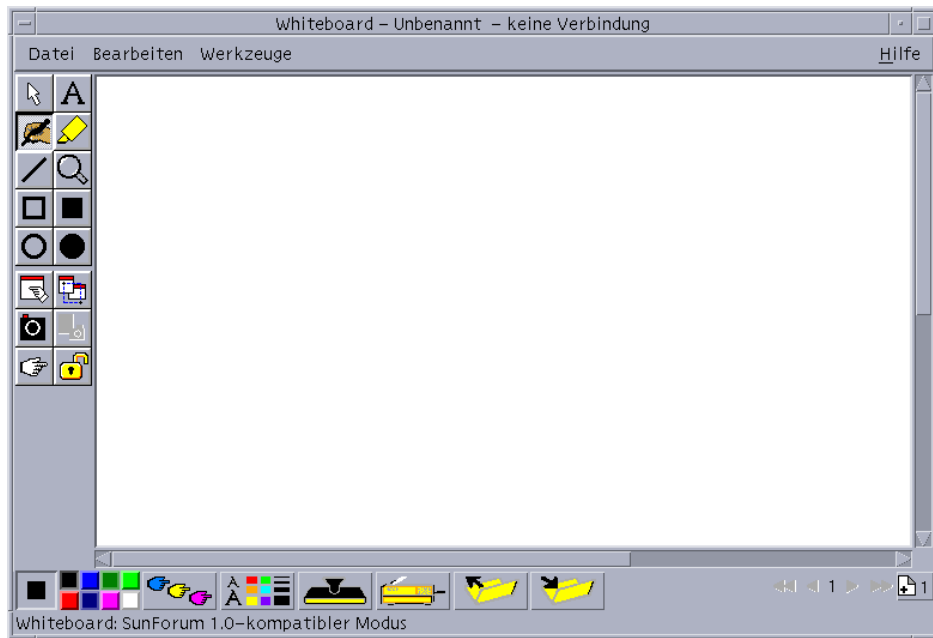 Whiteboard – Unbenannt – keine Verbindung
Datei Bearbeiten Werkzeuge Hilfe
A
A
A
1 1
Whiteboard: SunForum 1.0–kompatibler Modus